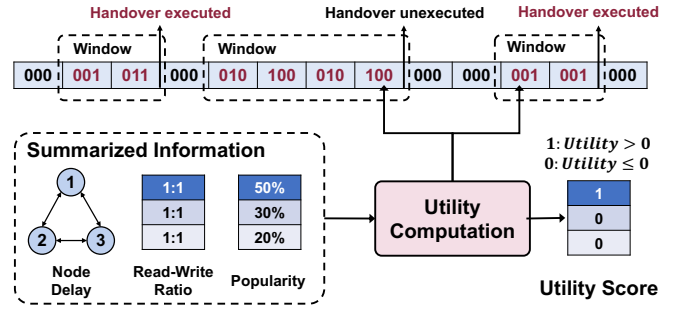 Handover executed
Handover unexecuted
Handover executed
Window
Window
Window
000 001 011 000 010 100 010 100 000 000 001 001 000
Summarized Information
1
2
3
Node
Delay
1:1
1:1
1:1
Read-Write
Ratio
50%
30%
20%
Popularity
Utility
Computation
1: Utility > 0
0: Utility ≤ 0
1
0
0
Utility Score